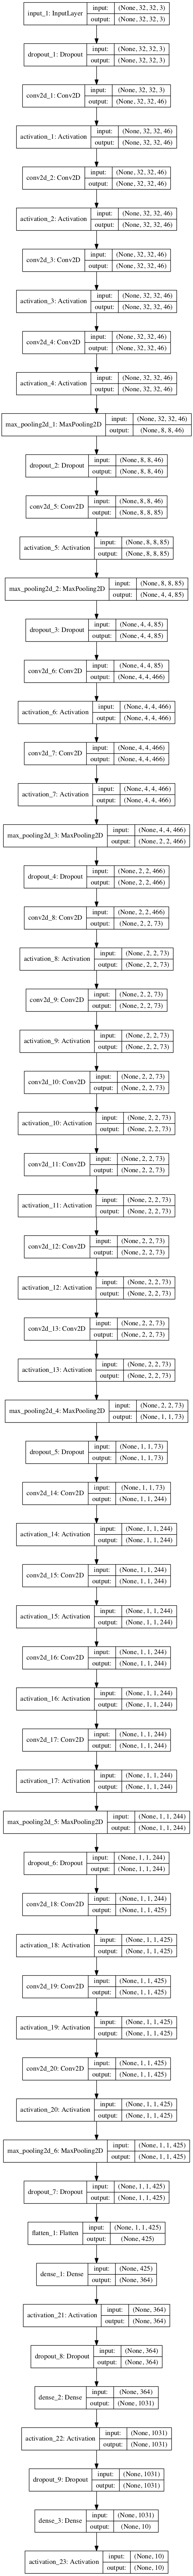 input_1: InputLayer
input: (None, 32, 32, 3)
output: (None, 32, 32, 3)
dropout_1: Dropout
input: (None, 32, 32, 3)
output: (None, 32, 32, 3)
conv2d_1: Conv2D
input: (None, 32, 32, 3)
output: (None, 32, 32, 46)
activation_1: Activation
input: (None, 32, 32, 46)
output: (None, 32, 32, 46)
conv2d_2: Conv2D
input: (None, 32, 32, 46)
output: (None, 32, 32, 46)
activation_2: Activation
input: (None, 32, 32, 46)
output: (None, 32, 32, 46)
conv2d_3: Conv2D
input: (None, 32, 32, 46)
output: (None, 32, 32, 46)
activation_3: Activation
input: (None, 32, 32, 46)
output: (None, 32, 32, 46)
conv2d_4: Conv2D
input: (None, 32, 32, 46)
output: (None, 32, 32, 46)
activation_4: Activation
input: (None, 32, 32, 46)
output: (None, 32, 32, 46)
max_pooling2d_1: MaxPooling2D
input: (None, 32, 32, 46)
output: (None, 8, 8, 46)
dropout_2: Dropout
input: (None, 8, 8, 46)
output: (None, 8, 8, 46)
conv2d_5: Conv2D
input: (None, 8, 8, 46)
output: (None, 8, 8, 85)
activation_5: Activation
input: (None, 8, 8, 85)
output: (None, 8, 8, 85)
max_pooling2d_2: MaxPooling2D
input: (None, 8, 8, 85)
output: (None, 4, 4, 85)
dropout_3: Dropout
input: (None, 4, 4, 85)
output: (None, 4, 4, 85)
conv2d_6: Conv2D
input: (None, 4, 4, 85)
output: (None, 4, 4, 466)
activation_6: Activation
input: (None, 4, 4, 466)
output: (None, 4, 4, 466)
conv2d_7: Conv2D
input: (None, 4, 4, 466)
output: (None, 4, 4, 466)
activation_7: Activation
input: (None, 4, 4, 466)
output: (None, 4, 4, 466)
max_pooling2d_3: MaxPooling2D
input: (None, 4, 4, 466)
output: (None, 2, 2, 466)
dropout_4: Dropout
input: (None, 2, 2, 466)
output: (None, 2, 2, 466)
conv2d_8: Conv2D
input: (None, 2, 2, 466)
output: (None, 2, 2, 73)
activation_8: Activation
input: (None, 2, 2, 73)
output: (None, 2, 2, 73)
conv2d_9: Conv2D
input: (None, 2, 2, 73)
output: (None, 2, 2, 73)
activation_9: Activation
input: (None, 2, 2, 73)
output: (None, 2, 2, 73)
conv2d_10: Conv2D
input: (None, 2, 2, 73)
output: (None, 2, 2, 73)
activation_10: Activation
input: (None, 2, 2, 73)
output: (None, 2, 2, 73)
conv2d_11: Conv2D
input: (None, 2, 2, 73)
output: (None, 2, 2, 73)
activation_11: Activation
input: (None, 2, 2, 73)
output: (None, 2, 2, 73)
conv2d_12: Conv2D
input: (None, 2, 2, 73)
output: (None, 2, 2, 73)
activation_12: Activation
input: (None, 2, 2, 73)
output: (None, 2, 2, 73)
conv2d_13: Conv2D
input: (None, 2, 2, 73)
output: (None, 2, 2, 73)
activation_13: Activation
input: (None, 2, 2, 73)
output: (None, 2, 2, 73)
max_pooling2d_4: MaxPooling2D
input: (None, 2, 2, 73)
output: (None, 1, 1, 73)
dropout_5: Dropout
input: (None, 1, 1, 73)
output: (None, 1, 1, 73)
conv2d_14: Conv2D
input: (None, 1, 1, 73)
output: (None, 1, 1, 244)
activation_14: Activation
input: (None, 1, 1, 244)
output: (None, 1, 1, 244)
conv2d_15: Conv2D
input: (None, 1, 1, 244)
output: (None, 1, 1, 244)
activation_15: Activation
input: (None, 1, 1, 244)
output: (None, 1, 1, 244)
conv2d_16: Conv2D
input: (None, 1, 1, 244)
output: (None, 1, 1, 244)
activation_16: Activation
input: (None, 1, 1, 244)
output: (None, 1, 1, 244)
conv2d_17: Conv2D
input: (None, 1, 1, 244)
output: (None, 1, 1, 244)
activation_17: Activation
input: (None, 1, 1, 244)
output: (None, 1, 1, 244)
max_pooling2d_5: MaxPooling2D
input: (None, 1, 1, 244)
output: (None, 1, 1, 244)
dropout_6: Dropout
input: (None, 1, 1, 244)
output: (None, 1, 1, 244)
conv2d_18: Conv2D
input: (None, 1, 1, 244)
output: (None, 1, 1, 425)
activation_18: Activation
input: (None, 1, 1, 425)
output: (None, 1, 1, 425)
conv2d_19: Conv2D
input: (None, 1, 1, 425)
output: (None, 1, 1, 425)
activation_19: Activation
input: (None, 1, 1, 425)
output: (None, 1, 1, 425)
conv2d_20: Conv2D
input: (None, 1, 1, 425)
output: (None, 1, 1, 425)
activation_20: Activation
input: (None, 1, 1, 425)
output: (None, 1, 1, 425)
max_pooling2d_6: MaxPooling2D
input: (None, 1, 1, 425)
output: (None, 1, 1, 425)
dropout_7: Dropout
input: (None, 1, 1, 425)
output: (None, 1, 1, 425)
flatten_1: Flatten
input: (None, 1, 1, 425)
output: (None, 425)
dense_1: Dense
input: (None, 425)
output: (None, 364)
activation_21: Activation
input: (None, 364)
output: (None, 364)
dropout_8: Dropout
input: (None, 364)
output: (None, 364)
dense_2: Dense
input: (None, 364)
output: (None, 1031)
activation_22: Activation
input: (None, 1031)
output: (None, 1031)
dropout_9: Dropout
input: (None, 1031)
output: (None, 1031)
dense_3: Dense
input: (None, 1031)
output: (None, 10)
activation_23: Activation
input: (None, 10)
output: (None, 10)